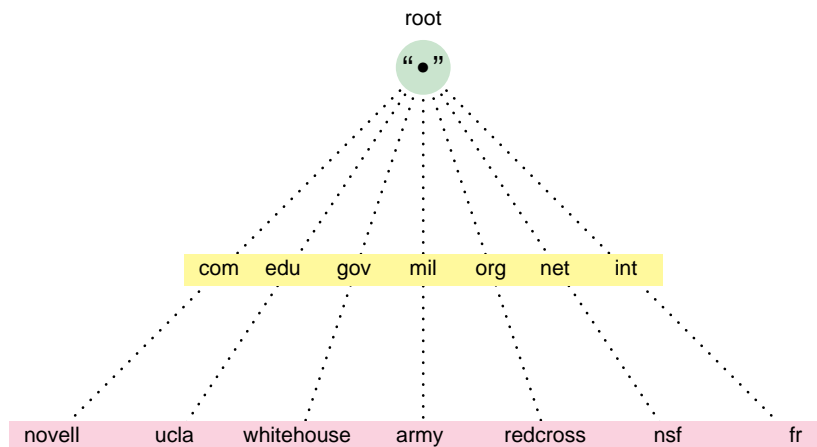 root
“•”
com edu gov mil org net int
novell ucla whitehouse army redcross nsf fr